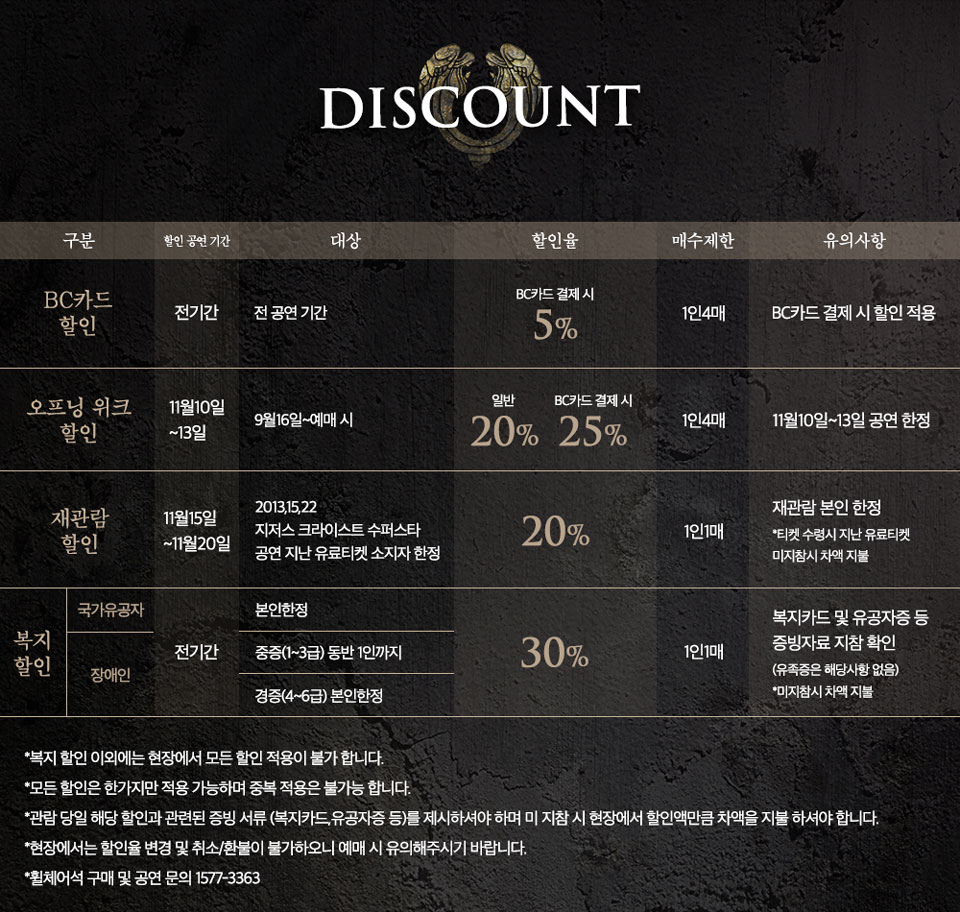 DISCOUNT
구분
할인 공연 기간
대상
할인율
매수제한
유의사항
BC카드
할인
전기간
전 공연 기간
BC카드 결제 시
5%
1인4매
BC카드 결제 시 할인 적용
오프닝 위크
할인
11월10일
~13일
9월16일~예매 시
일반
20%
BC카드 결제 시
25%
1인4매
11월10일~13일 공연 한정
재관람
할인
11월15일
~11월20일
2013,15,22
지저스 크라이스트 수퍼스타
공연 지난 유료티켓 소지자 한정
20%
1인1매
재관람 본인 한정
*티켓 수령시 지난 유료티켓
미지참시 차액 지불
복지
할인
국가유공자
장애인
전기간
본인한정
중증(1~3급) 동반 1인까지
경증(4~6급) 본인한정
30%
1인1매
복지카드 및 유공자증 등
증빙자료 지참 확인
(유족증은 해당사항 없음)
*미지참시 차액 지불
*복지 할인 이외에는 현장에서 모든 할인 적용이 불가 합니다.
*모든 할인은 한가지만 적용 가능하며 중복 적용은 불가능 합니다.
*관람 당일 해당 할인과 관련된 증빙 서류 (복지카드,유공자증 등)를 제시하셔야 하며 미 지참 시 현장에서 할인액만큼 차액을 지불 하셔야 합니다.
*현장에서는 할인율 변경 및 취소/환불이 불가하오니 예매 시 유의해주시기 바랍니다.
*휠체어석 구매 및 공연 문의 1577-3363